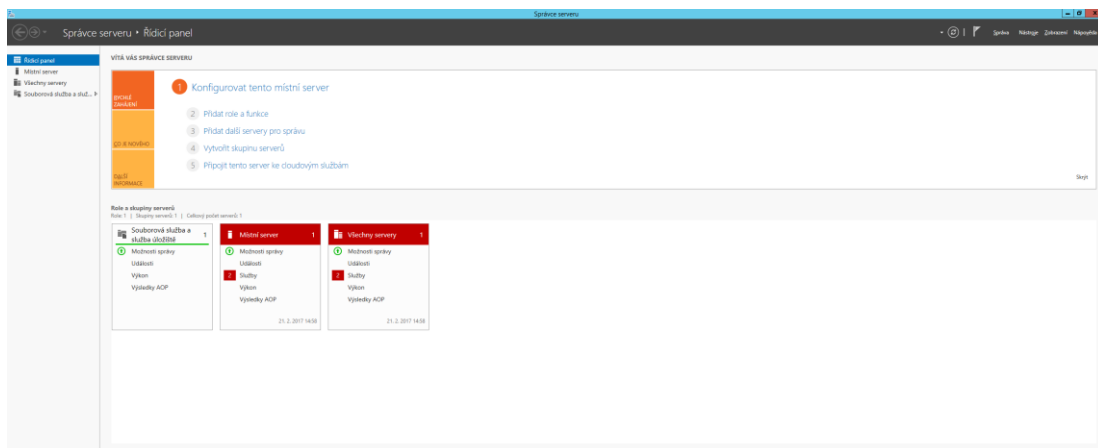 Správce serveru
Správce serveru • Řídicí panel
Správa Nástroje Zobrazení Nápověda
Řídicí panel
Místní server
Všechny servery
Souborová služba a služ...
VÍTÁ VÁS SPRÁVCE SERVERU
RYCHLÉ
ZAHÁJENÍ
CO JE NOVÉHO
DALŠÍ
INFORMACE
1 Konfigurovat tento místní server
2 Přidat role a funkce
3 Přidat další servery pro správu
4 Vytvořit skupinu serverů
5 Připojit tento server ke cloudovým službám
Skrýt
Role a skupiny serverů
Role: 1 | Skupiny serverů: 1 | Celkový počet serverů: 1
Souborová služba a
služba úložiště 1
Možnosti správy
Události
Výkon
Výsledky AOP
Místní server 1
Možnosti správy
Události
2 Služby
Výkon
Výsledky AOP
21. 2. 2017 14:38
Všechny servery 1
Možnosti správy
Události
2 Služby
Výkon
Výsledky AOP
21. 2. 2017 14:38